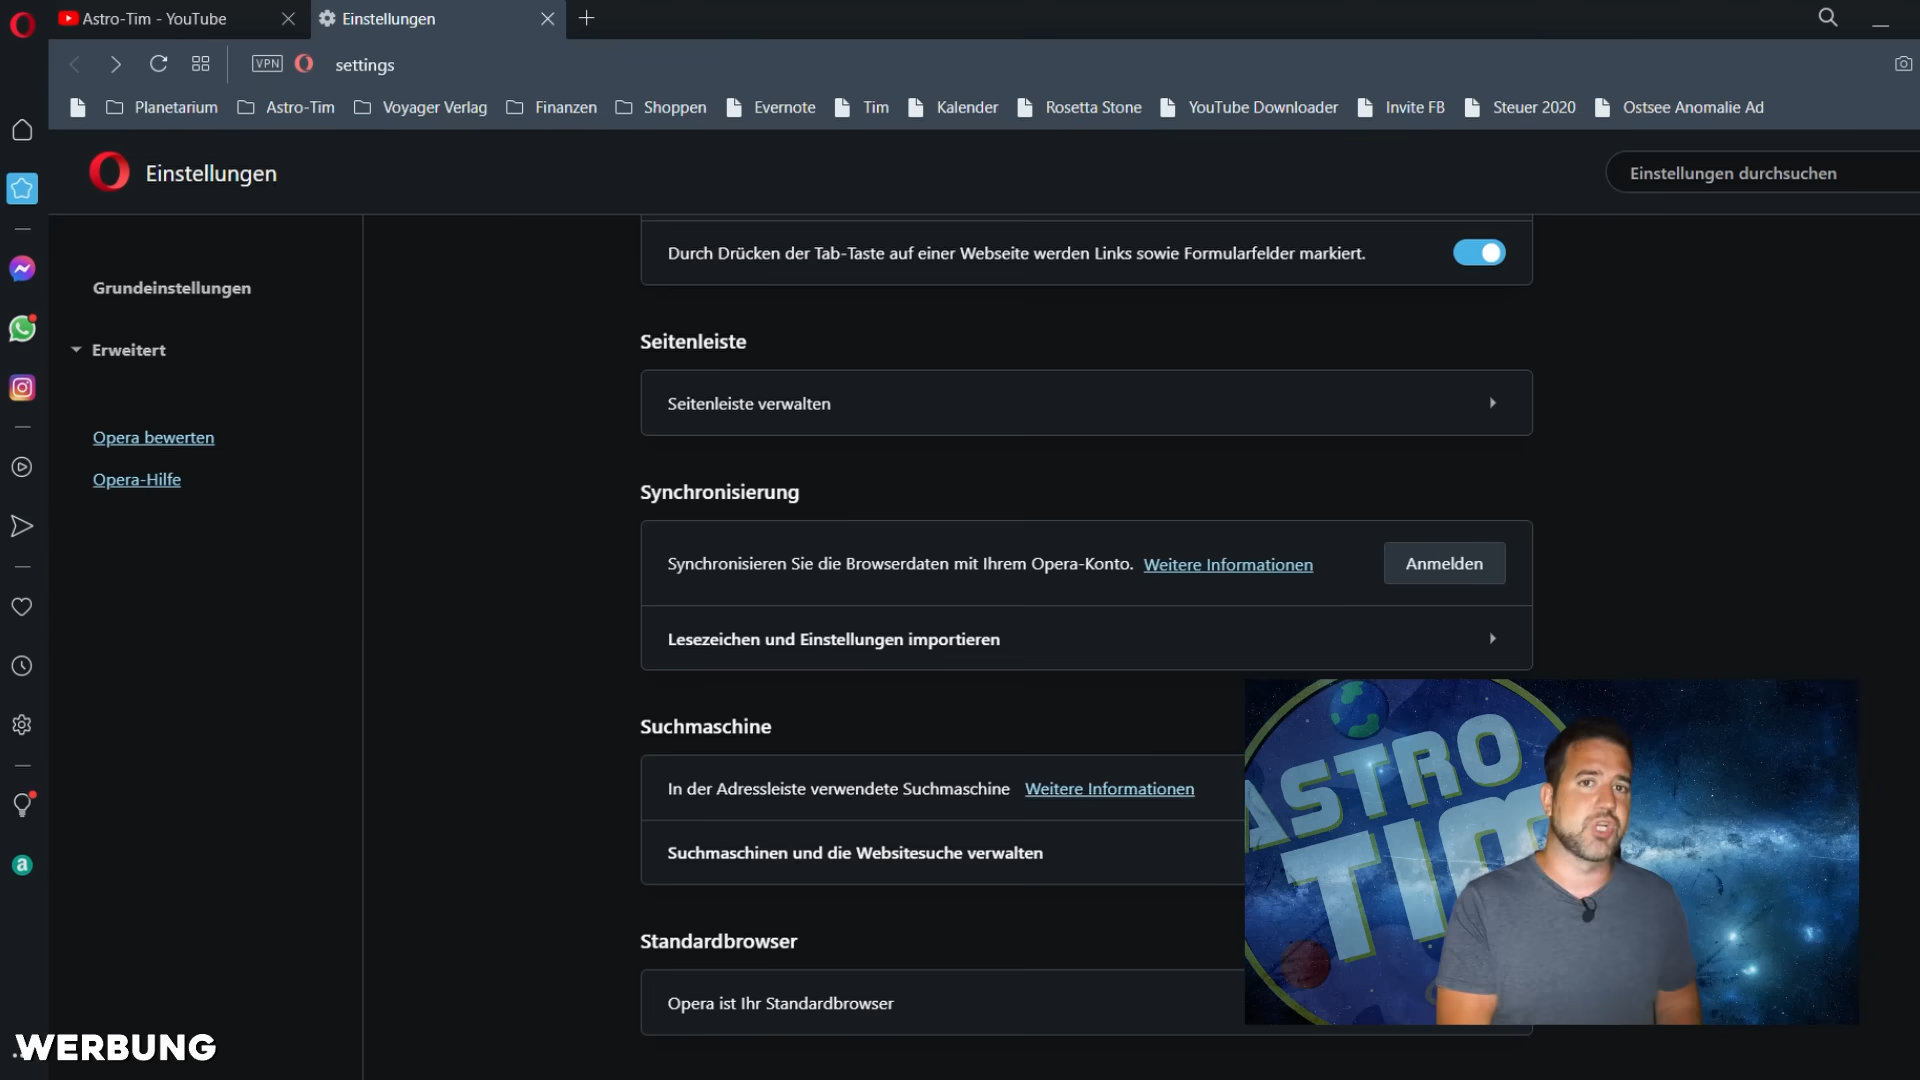 Astro-Tim - YouTube
Einstellungen
VPN
settings
Planetarium
Astro-Tim
Voyager Verlag
Finanzen
Shoppen
Evernote
Tim
Kalender
Rosetta Stone
YouTube Downloader
Invite FB
Steuer 2020
Ostsee Anomalie Ad
Einstellungen
Einstellungen durchsuchen
Grundeinstellungen
Erweitert
Opera bewerten
Opera-Hilfe
Durch Drücken der Tab-Taste auf einer Webseite werden Links sowie Formularfelder markiert.
Seitenleiste
Seitenleiste verwalten
Synchronisierung
Synchronisieren Sie die Browserdaten mit Ihrem Opera-Konto. Weitere Informationen
Anmelden
Lesezeichen und Einstellungen importieren
Suchmaschine
In der Adressleiste verwendete Suchmaschine Weitere Informationen
Suchmaschinen und die Websitesuche verwalten
Standardbrowser
Opera ist Ihr Standardbrowser
ASTRO
TIM
a
WERBUNG